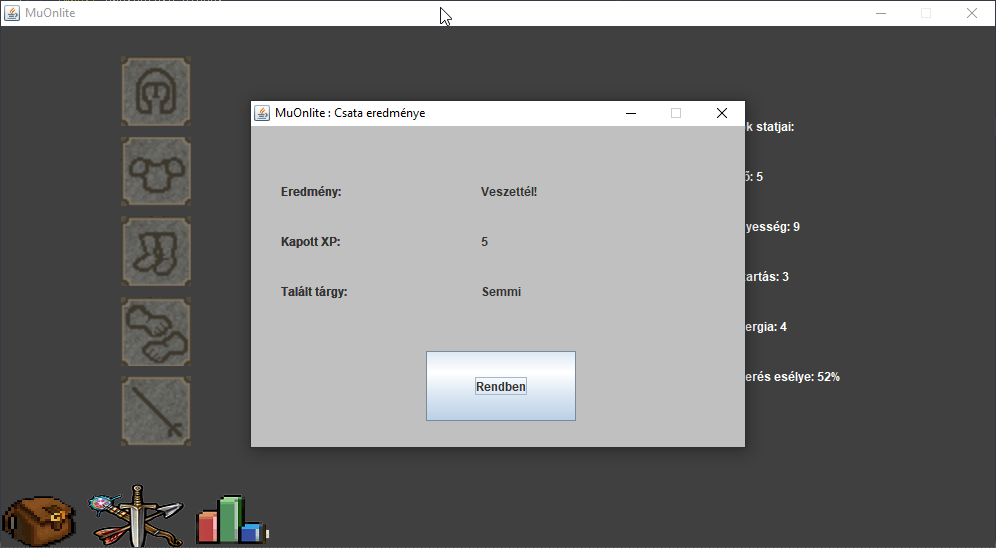 MuOnlite
MuOnlite : Csata eredménye
k statjai:
Eredmény: Veszettél!
ő: 5
yesség: 9
Kapott XP: 5
tartás: 3
Talált tárgy: Semmi
ergia: 4
erés esélye: 52%
Rendben